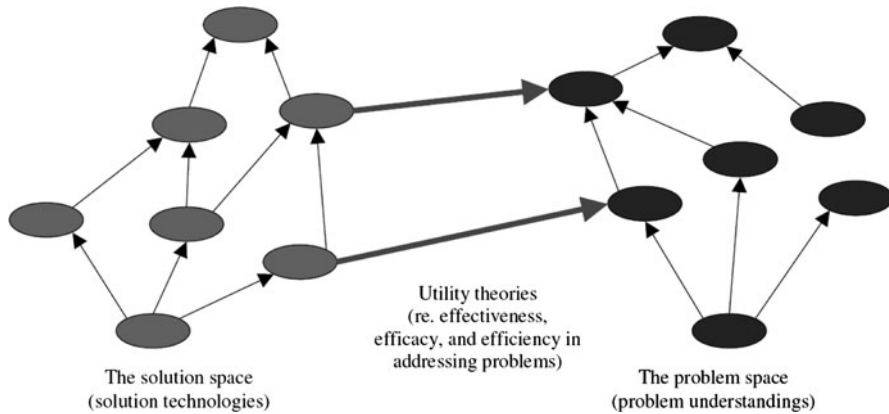 Utility theories
(re. effectiveness,
efficacy, and efficiency in
addressing problems)
The solution space
(solution technologies)
The problem space
(problem understandings)